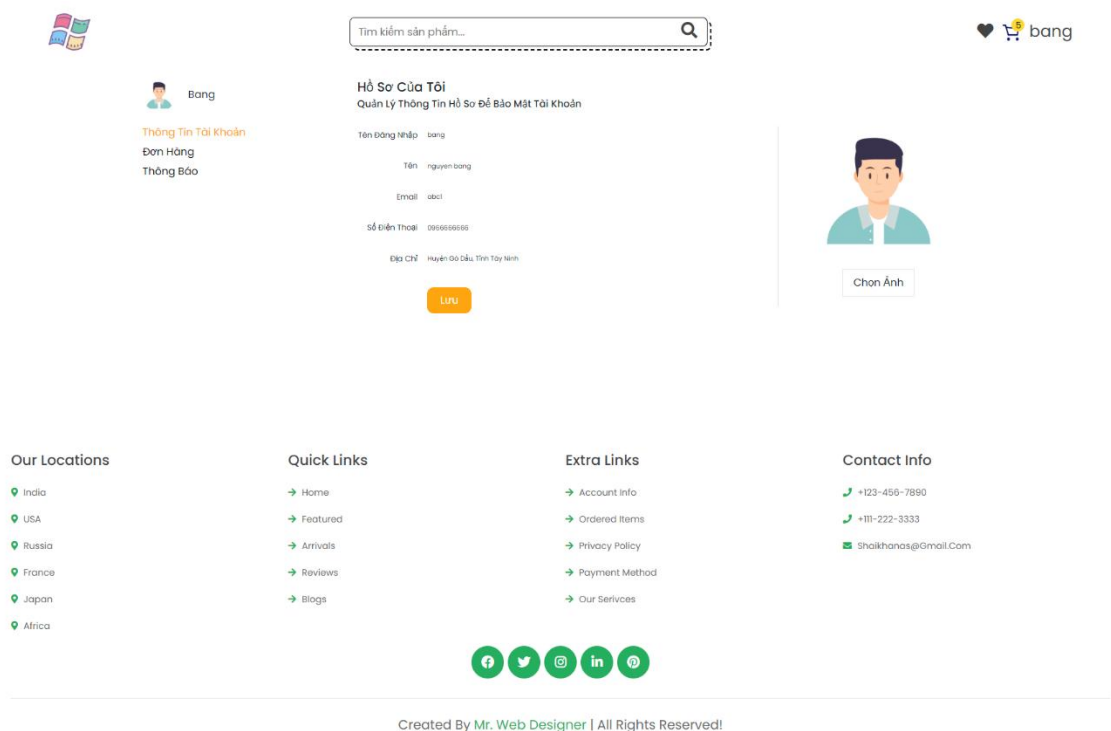 Tìm kiếm sản phẩm...
5
bang
Bang
Thông Tin Tài Khoản
Đơn Hàng
Thông Báo
Hồ Sơ Của Tôi
Quản Lý Thông Tin Hồ Sơ Để Bảo Mật Tài Khoản
Tên Đăng Nhập bang
Tên nguyen bang
Email abc1
Số Điện Thoại 0966666666
Địa Chỉ Huyện Gò Dầu, Tỉnh Tây Ninh
Lưu
Chọn Ảnh
Our Locations
India
USA
Russia
France
Japan
Africa
Quick Links
Home
Featured
Arrivals
Reviews
Blogs
Extra Links
Account Info
Ordered Items
Privacy Policy
Payment Method
Our Serivces
Contact Info
+123-456-7890
+111-222-3333
Shaikhanas@Gmail.Com
Created By Mr. Web Designer | All Rights Reserved!